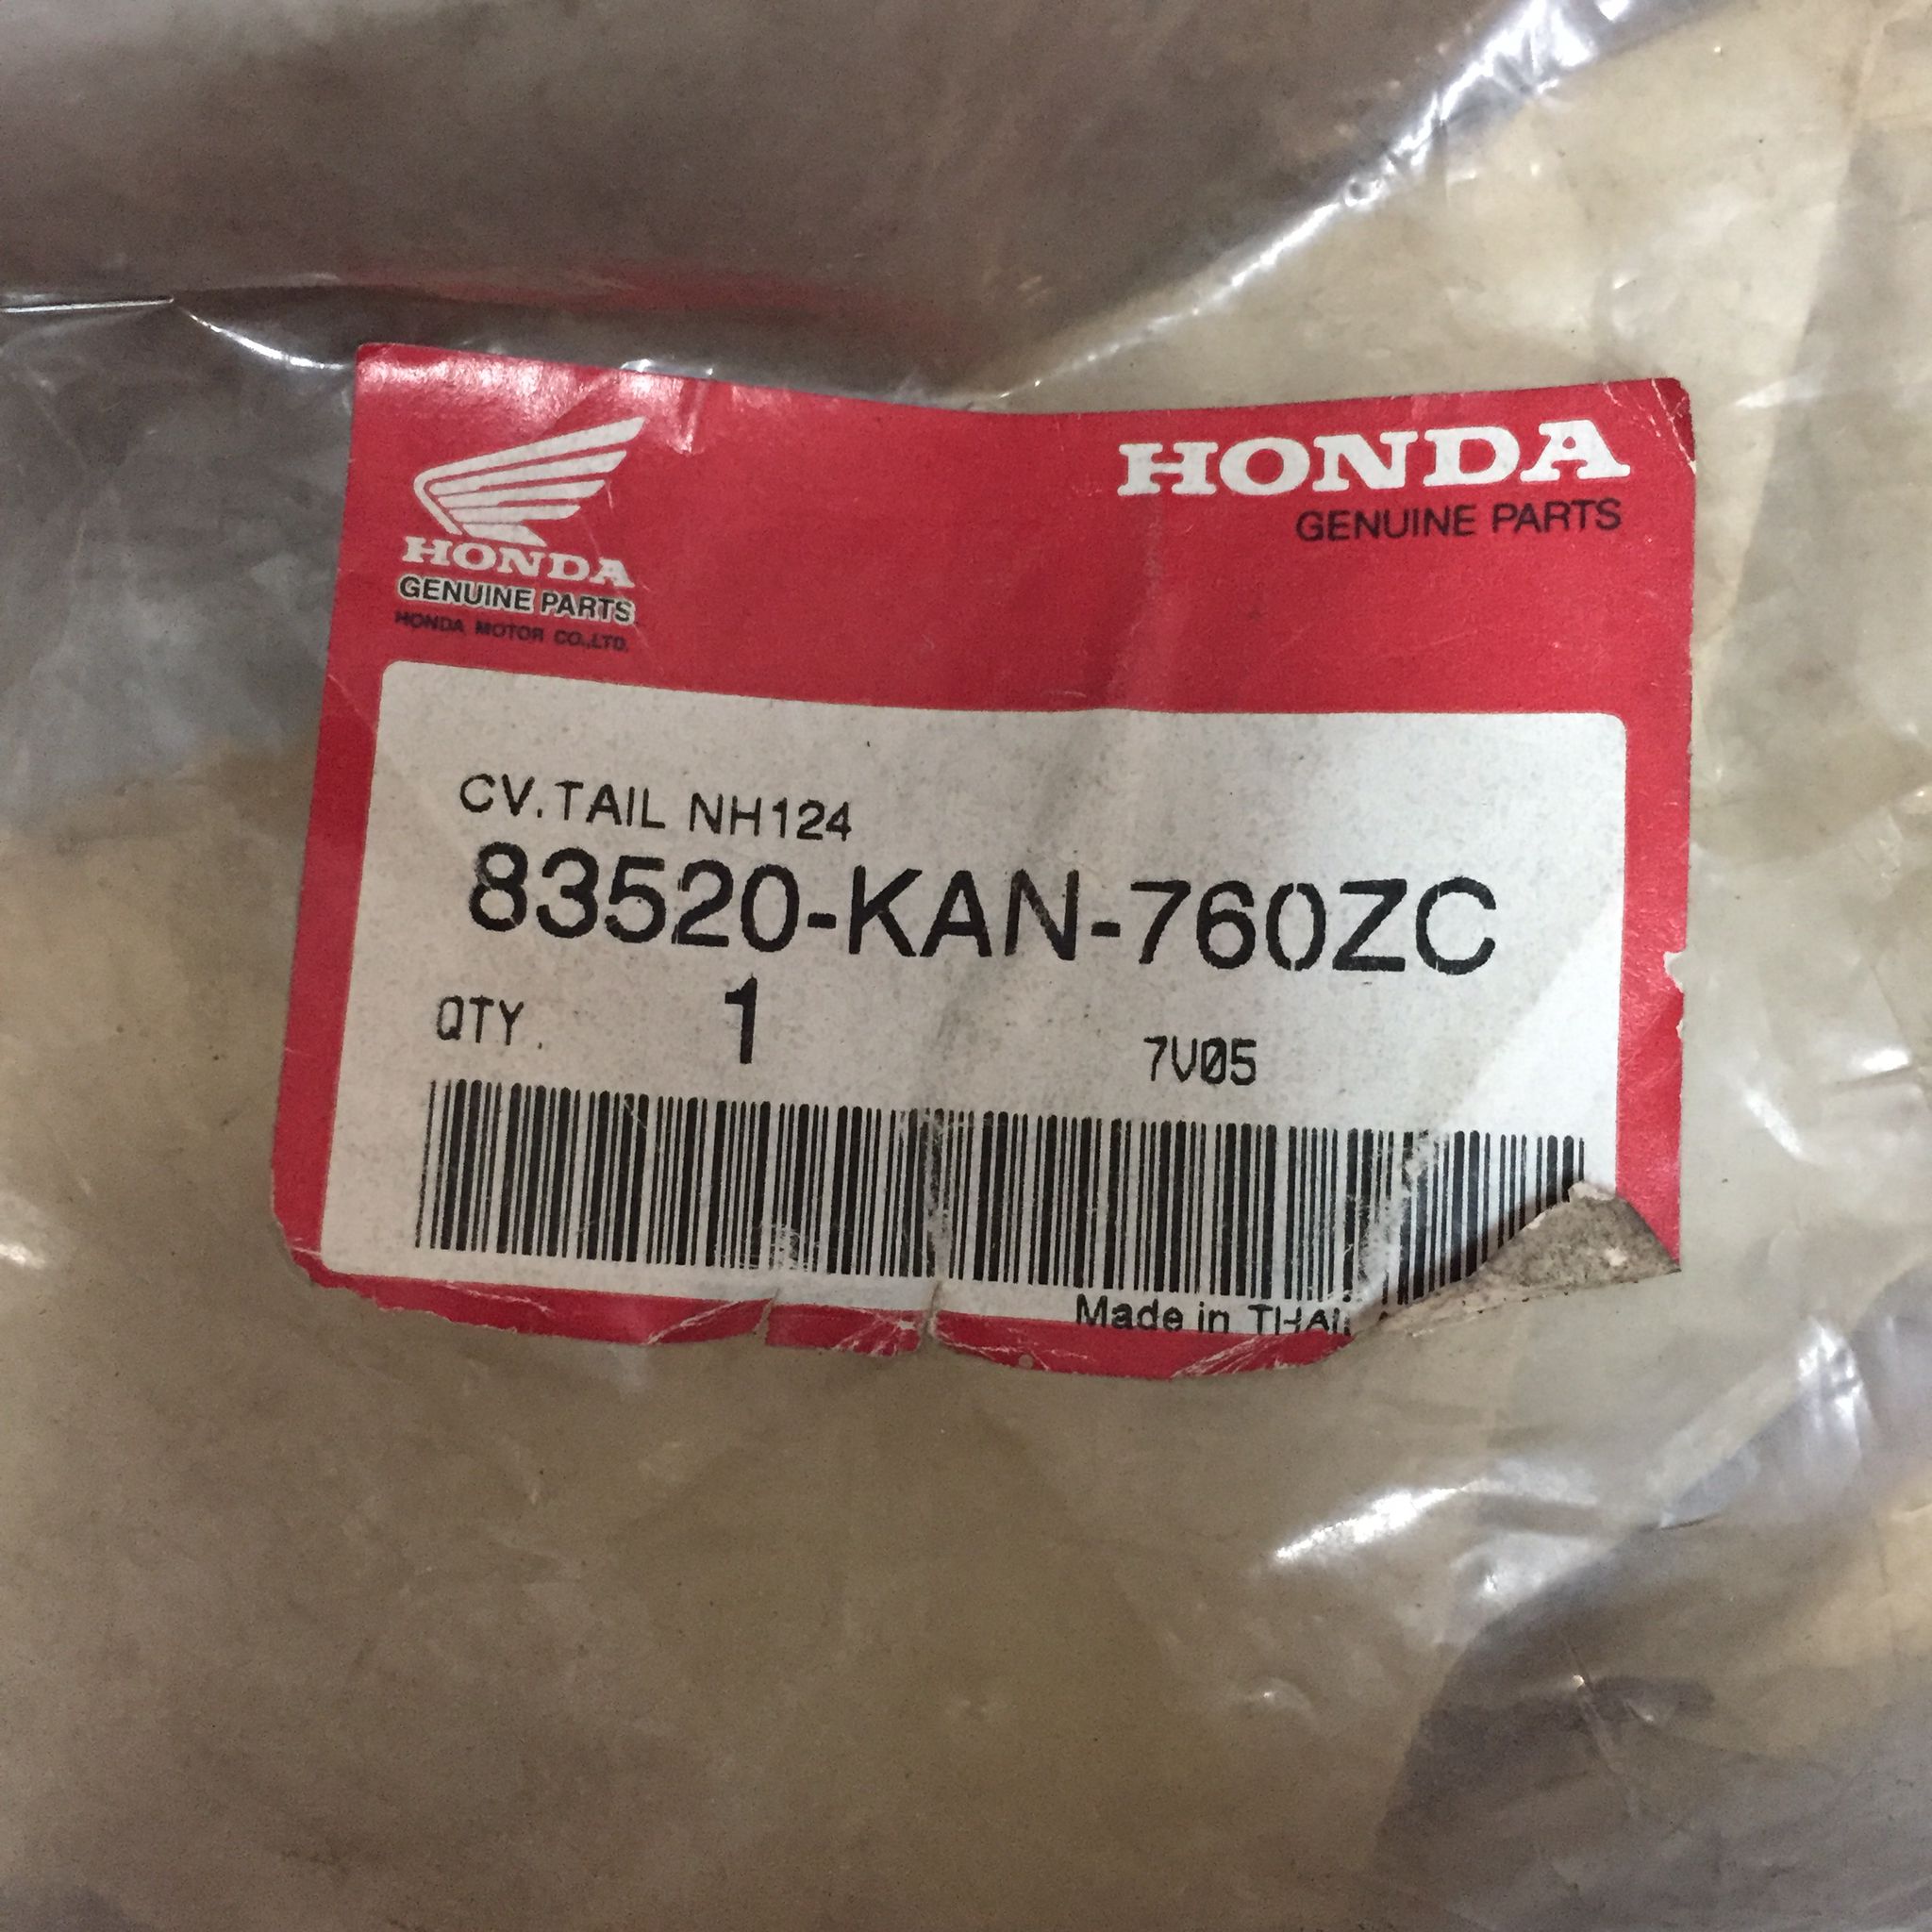 HONDA
GENUINE PARTS
HONDA
GENUINE PARTS
HONDA MOTOR CO.,LTD.
CV.TAIL NH124
83520-KAN-760ZC
QTY. 1 7V05
Made in